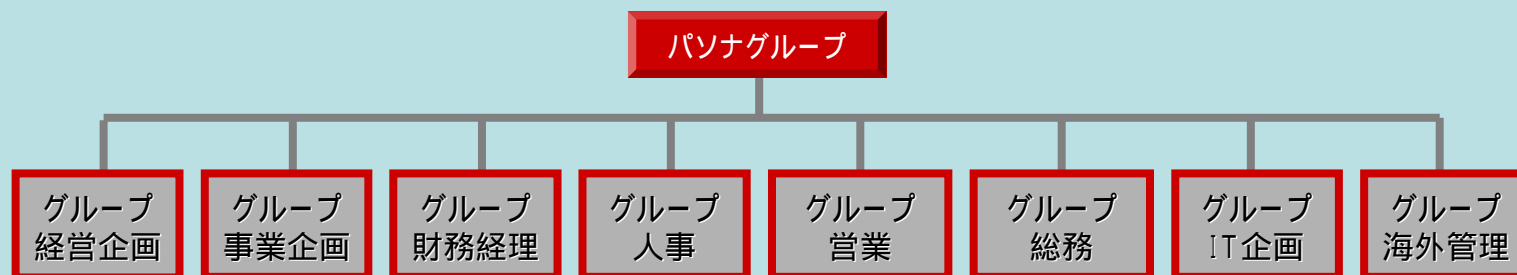 パソナグループ
グループ
経営企画
グループ
事業企画
グループ
財務経理
グループ
人事
グループ
営業
グループ
総務
グループ
IT企画
グループ
海外管理